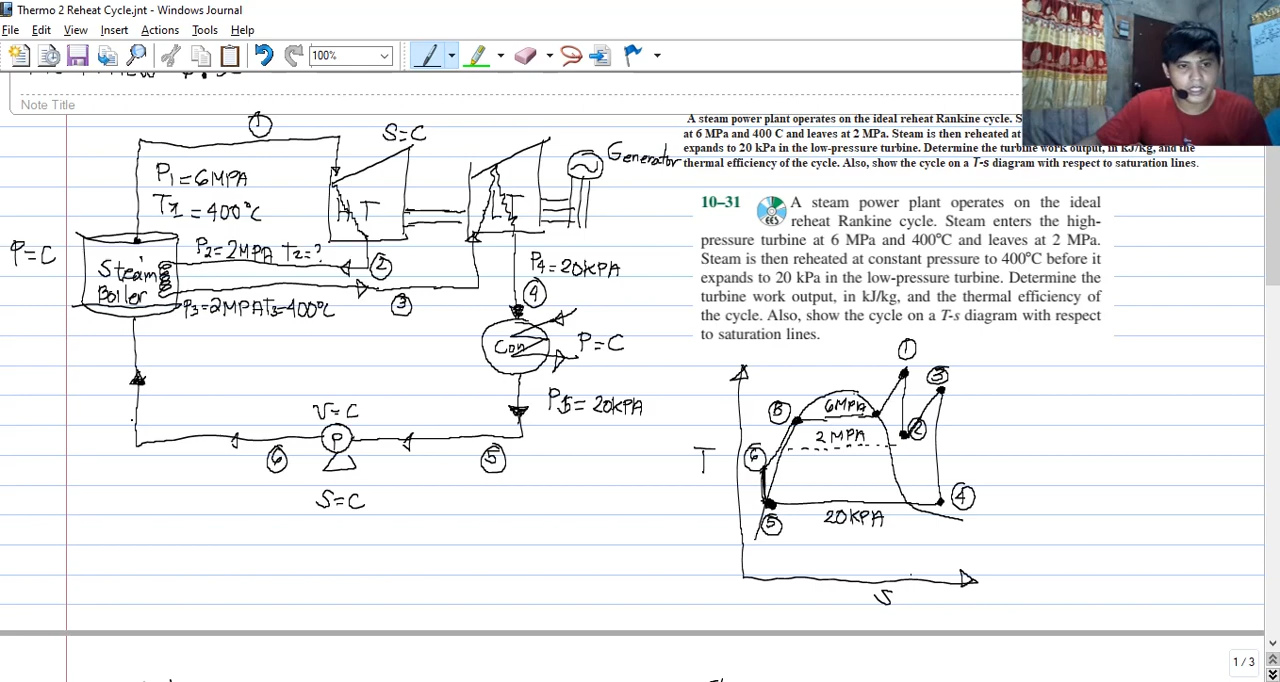 Thermo 2 Reheat Cycle.jnt - Windows Journal
File Edit View Insert Actions Tools Help
100%
Note Title
A steam power plant operates on the ideal reheat Rankine cycle. S
at 6 MPa and 400 C and leaves at 2 MPa. Steam is then reheated at
expands to 20 kPa in the low-pressure turbine. Determine the turbine work output, in kJ/kg, and the
thermal efficiency of the cycle. Also, show the cycle on a T-s diagram with respect to saturation lines.
10–31 A steam power plant operates on the ideal
reheat Rankine cycle. Steam enters the high-
pressure turbine at 6 MPa and 400°C and leaves at 2 MPa.
Steam is then reheated at constant pressure to 400°C before it
expands to 20 kPa in the low-pressure turbine. Determine the
turbine work output, in kJ/kg, and the thermal efficiency of
the cycle. Also, show the cycle on a T-s diagram with respect
to saturation lines.
1
S=C
Generator
P1=6MPA
T1=400°C
HT
LT
P=C
P2=2MPA T2=?
2
Steam
Boiler
P3=2MPA T3=400°C
3
P4=20KPA
4
Con
P=C
P5=20KPA
V=C
P
6
5
S=C
1
3
B
6MPA
2
2 MPA
6
T
4
5
20KPA
S
1/3